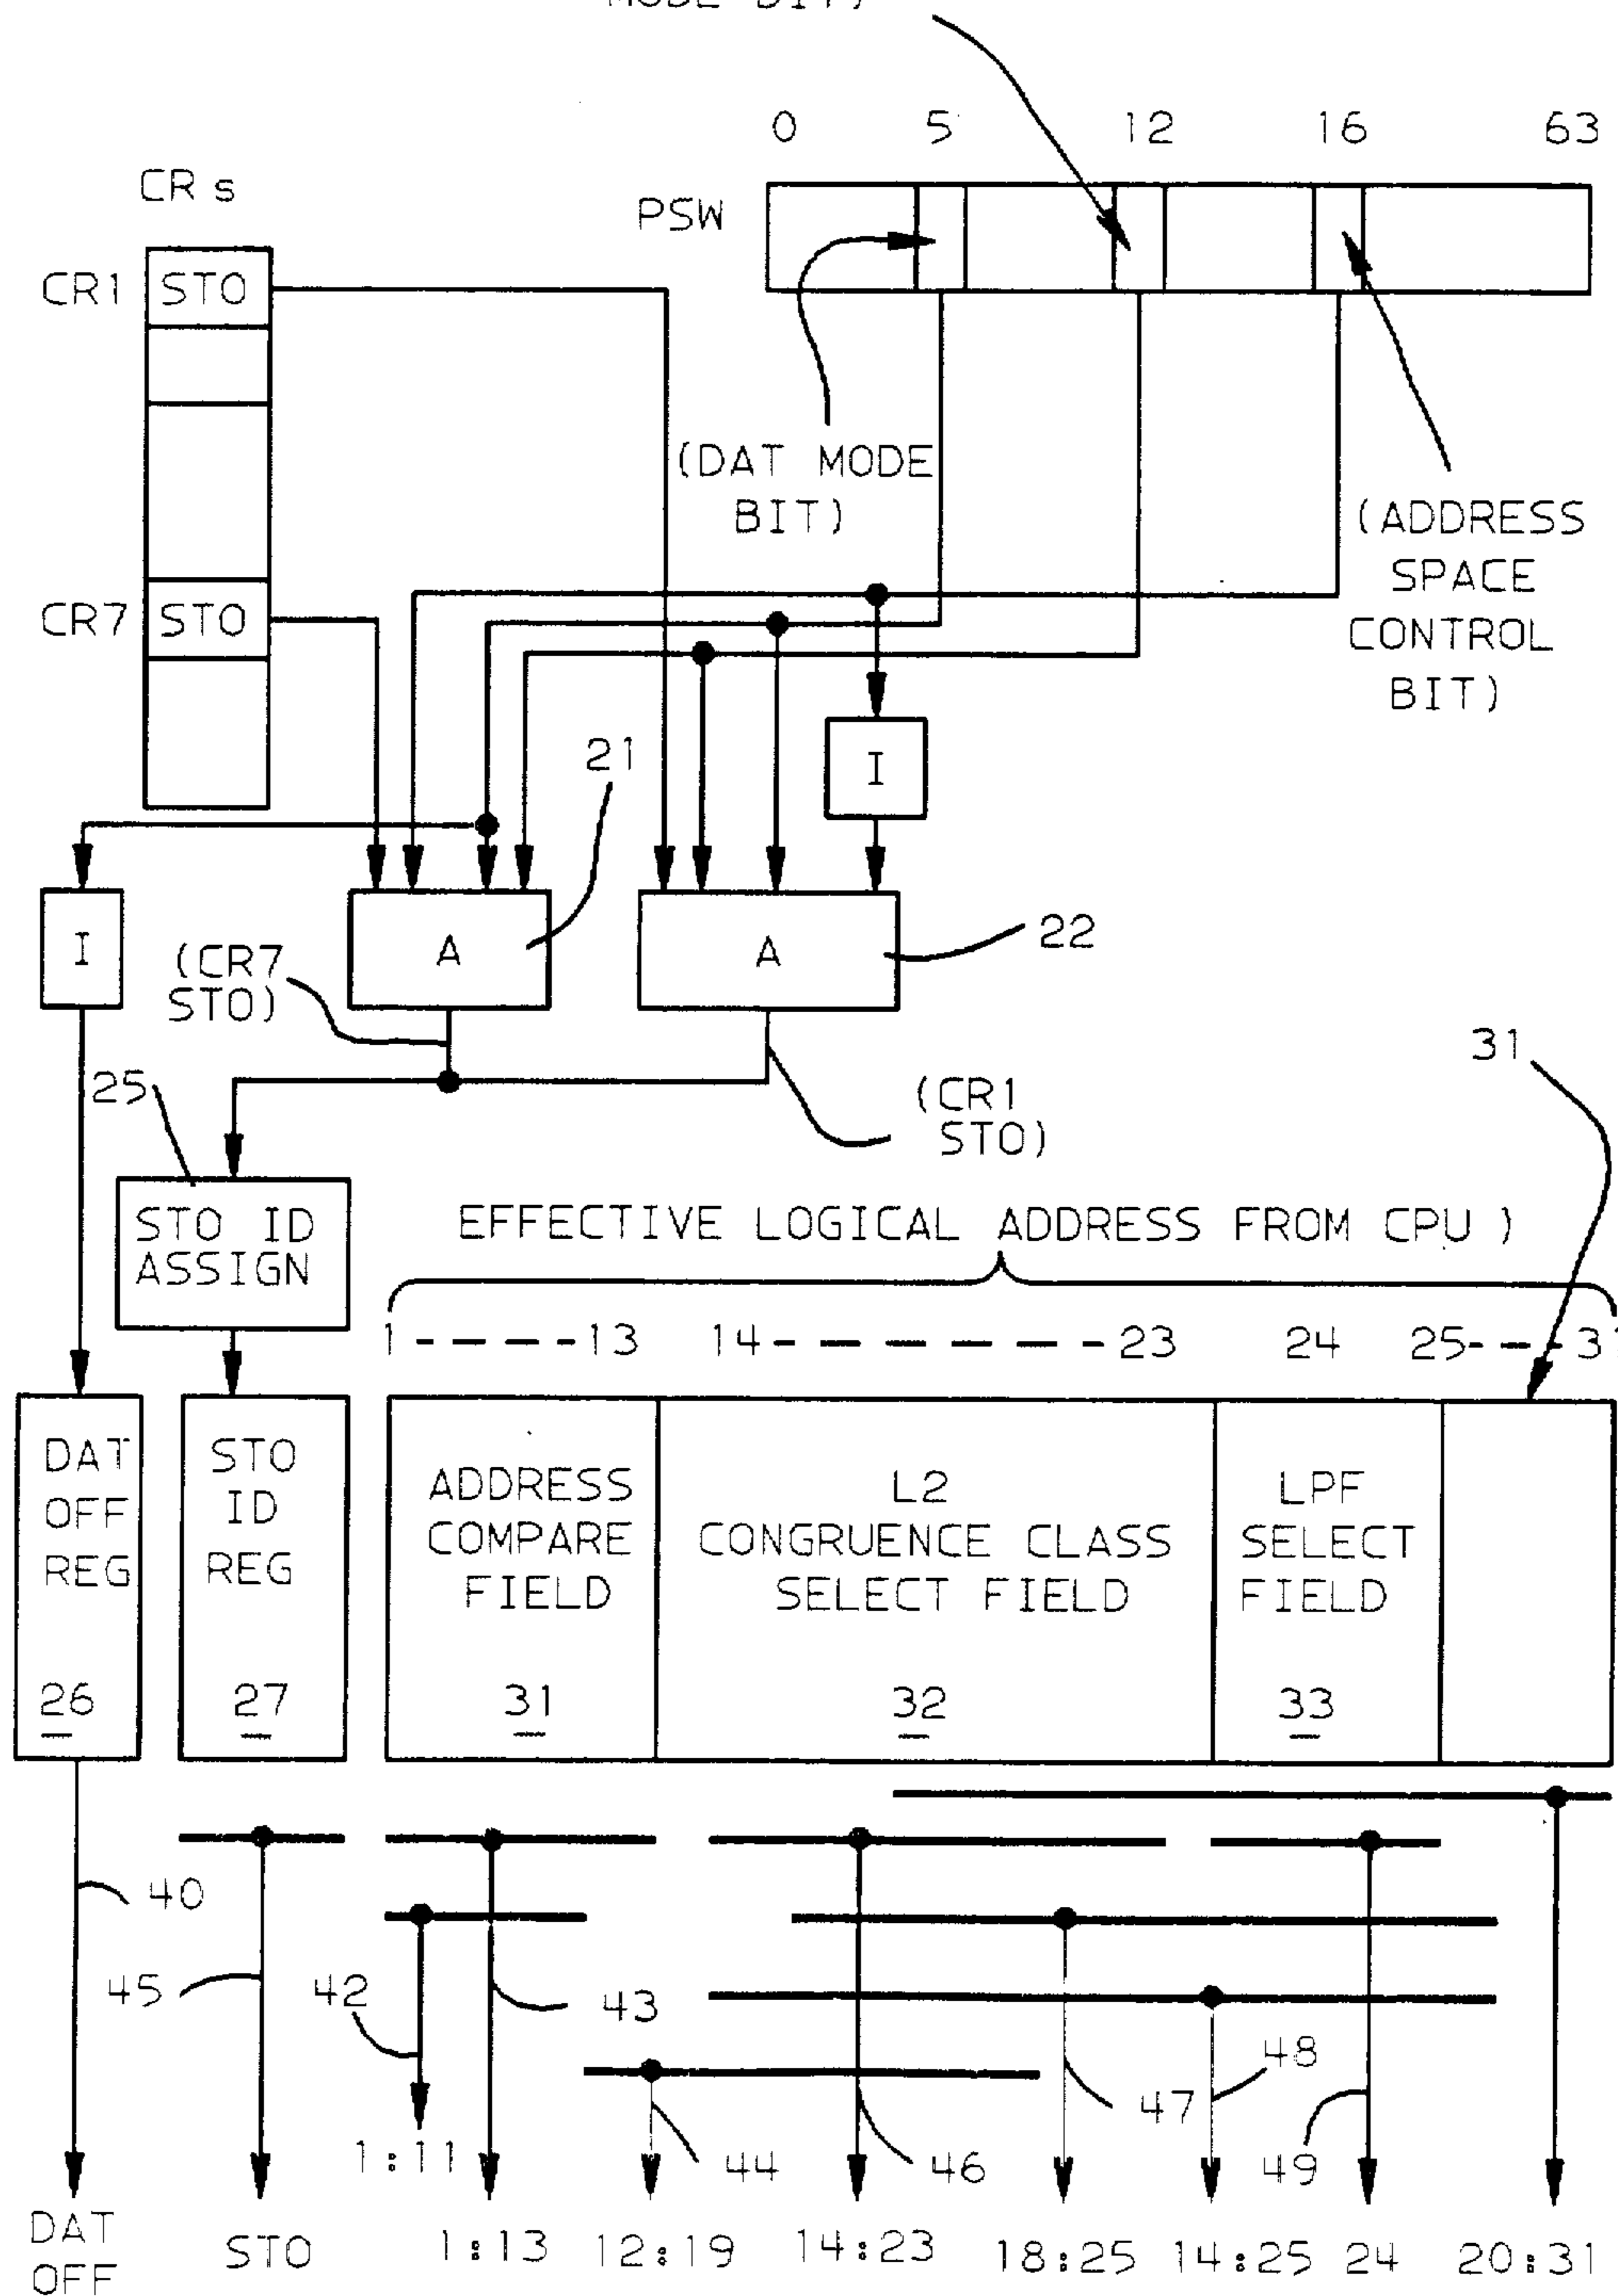 0 5 12 16 63
CRs
PSW
CR1 STO
(DAT MODE
BIT)
(ADDRESS
SPACE
CONTROL
BIT)
CR7 STO
I
21
I
A
A
22
(CR7
STO)
31
25
(CR1
STO)
STO ID
ASSIGN
EFFECTIVE LOGICAL ADDRESS FROM CPU )
1-----13 14-------23 24 25---3
DAT
OFF
REG
26
STO
ID
REG
27
ADDRESS
COMPARE
FIELD
31
L2
CONGRUENCE CLASS
SELECT FIELD
32
LPF
SELECT
FIELD
33
40
45
42
43
48
47
1:11
44
46
49
DAT
OFF
STO
1:13
12:19
14:23
18:25
14:25
24
20:31